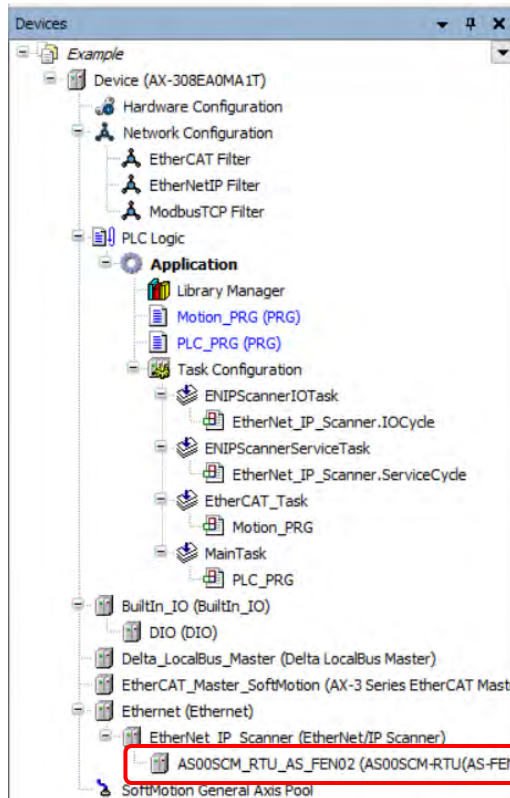 Devices
Example
Device (AX-308EA0MA1T)
Hardware Configuration
Network Configuration
EtherCAT Filter
EtherNetIP Filter
ModbusTCP Filter
PLC Logic
Application
Library Manager
Motion_PRG (PRG)
PLC_PRG (PRG)
Task Configuration
ENIPScannerIOTask
EtherNet_IP_Scanner.IOCycle
ENIPScannerServiceTask
EtherNet_IP_Scanner.ServiceCycle
EtherCAT_Task
Motion_PRG
MainTask
PLC_PRG
BuiltIn_IO (BuiltIn_IO)
DIO (DIO)
Delta_LocalBus_Master (Delta LocalBus Master)
EtherCAT_Master_SoftMotion (AX-3 Series EtherCAT Mast
Ethernet (Ethernet)
EtherNet_IP_Scanner (EtherNet/IP Scanner)
AS00SCM_RTU_AS_FEN02 (AS00SCM-RTU(AS-FEN
SoftMotion General Axis Pool